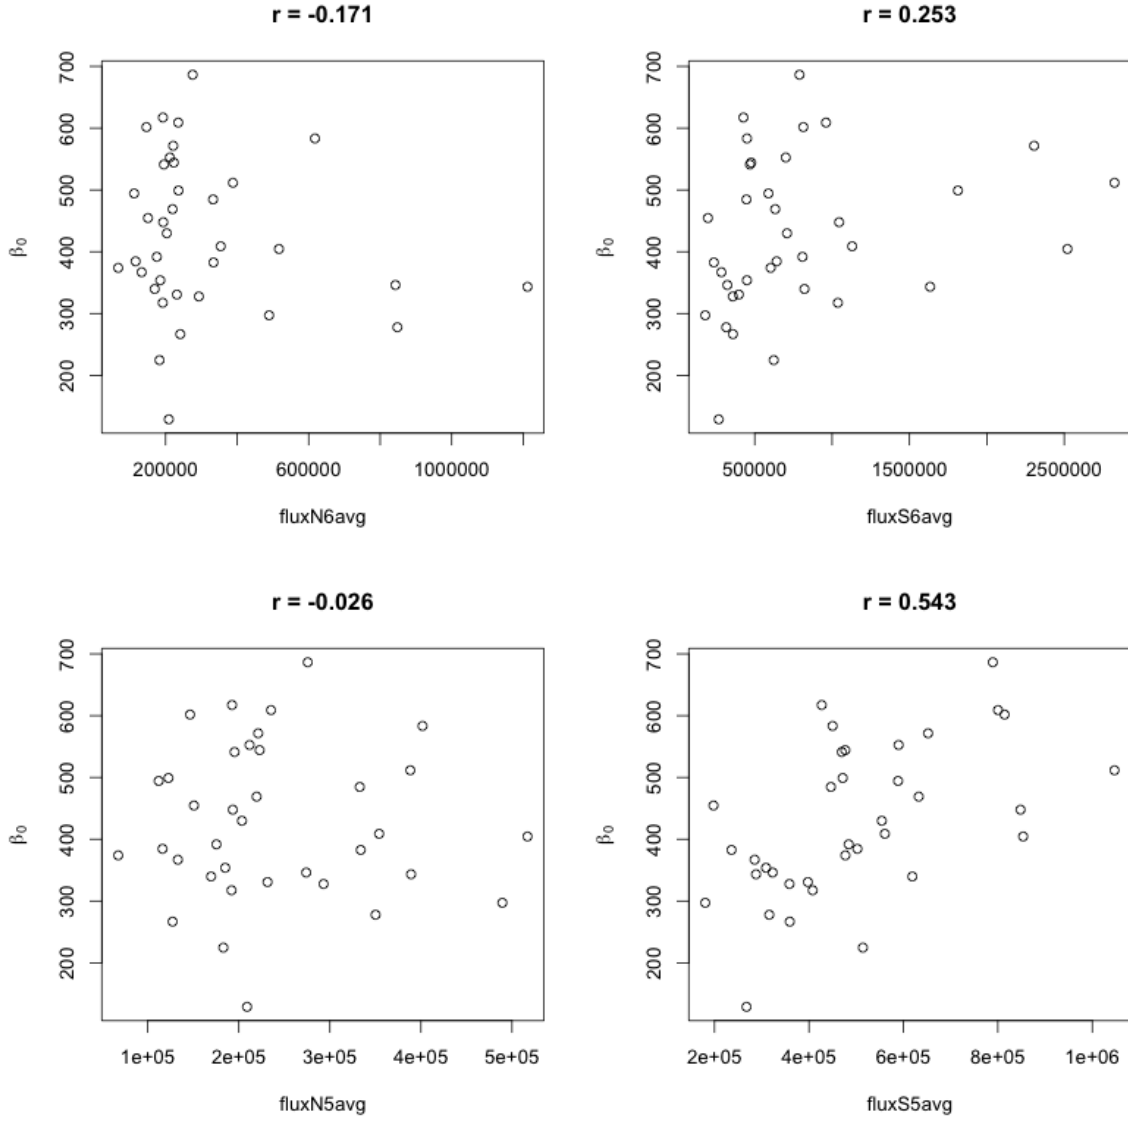 r = -0.171
700
600
500
400
300
200
β₀
200000 600000 1000000
fluxN6avg
r = 0.253
700
600
500
400
300
200
β₀
500000 1500000 2500000
fluxS6avg
r = -0.026
700
600
500
400
300
200
β₀
1e+05 2e+05 3e+05 4e+05 5e+05
fluxN5avg
r = 0.543
700
600
500
400
300
200
β₀
2e+05 4e+05 6e+05 8e+05 1e+06
fluxS5avg